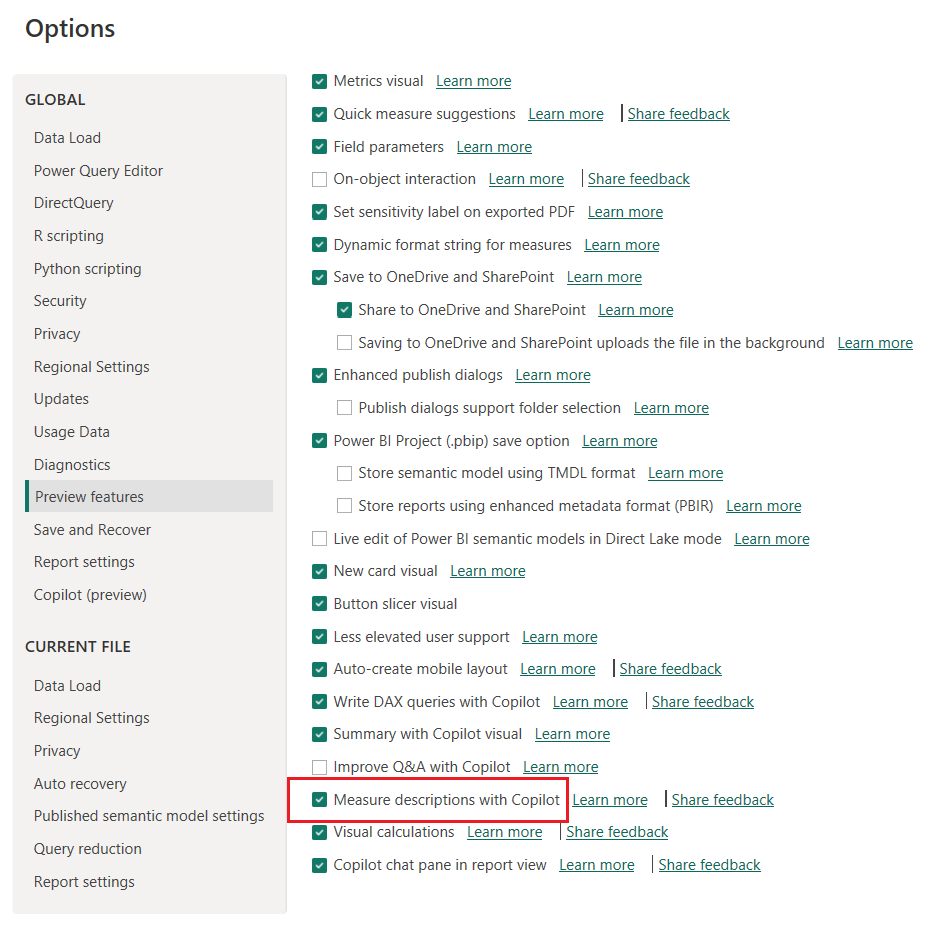 Options
GLOBAL
Data Load
Power Query Editor
DirectQuery
R scripting
Python scripting
Security
Privacy
Regional Settings
Updates
Usage Data
Diagnostics
Preview features
Save and Recover
Report settings
Copilot (preview)
CURRENT FILE
Data Load
Regional Settings
Privacy
Auto recovery
Published semantic model settings
Query reduction
Report settings
Metrics visual Learn more
Quick measure suggestions Learn more | Share feedback
Field parameters Learn more
On-object interaction Learn more | Share feedback
Set sensitivity label on exported PDF Learn more
Dynamic format string for measures Learn more
Save to OneDrive and SharePoint Learn more
Share to OneDrive and SharePoint Learn more
Saving to OneDrive and SharePoint uploads the file in the background Learn more
Enhanced publish dialogs Learn more
Publish dialogs support folder selection Learn more
Power BI Project (.pbip) save option Learn more
Store semantic model using TMDL format Learn more
Store reports using enhanced metadata format (PBIR) Learn more
Live edit of Power BI semantic models in Direct Lake mode Learn more
New card visual Learn more
Button slicer visual
Less elevated user support Learn more
Auto-create mobile layout Learn more | Share feedback
Write DAX queries with Copilot Learn more | Share feedback
Summary with Copilot visual Learn more
Improve Q&A with Copilot Learn more
Measure descriptions with Copilot Learn more | Share feedback
Visual calculations Learn more | Share feedback
Copilot chat pane in report view Learn more | Share feedback